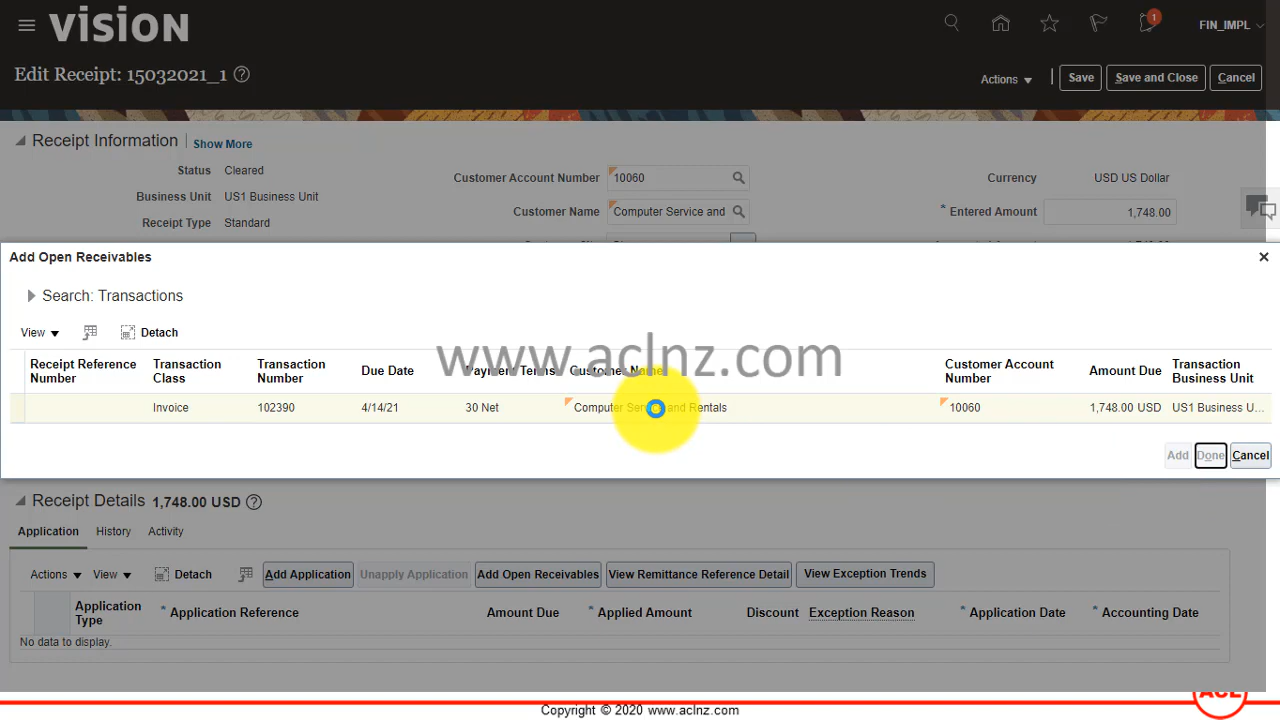 VISION
1
FIN_IMPL
Edit Receipt: 15032021_1
Actions
Save
Save and Close
Cancel
Receipt Information
Show More
Status Cleared
Business Unit US1 Business Unit
Receipt Type Standard
Customer Account Number 10060
Customer Name Computer Service and
Currency USD US Dollar
* Entered Amount 1,748.00
Add Open Receivables
Search: Transactions
View
Detach
www.aclnz.com
Receipt Reference Number
Transaction Class
Transaction Number
Due Date
Payment Terms
Customer Name
Customer Account Number
Amount Due
Transaction Business Unit
Invoice 102390 4/14/21 30 Net Computer Service and Rentals 10060 1,748.00 USD US1 Business U...
Add Done Cancel
Receipt Details 1,748.00 USD
Application History Activity
Actions View Detach Add Application Unapply Application Add Open Receivables View Remittance Reference Detail View Exception Trends
Application Type
* Application Reference
Amount Due
* Applied Amount
Discount
Exception Reason
* Application Date
* Accounting Date
No data to display.
ACL
Copyright © 2020 www.aclnz.com